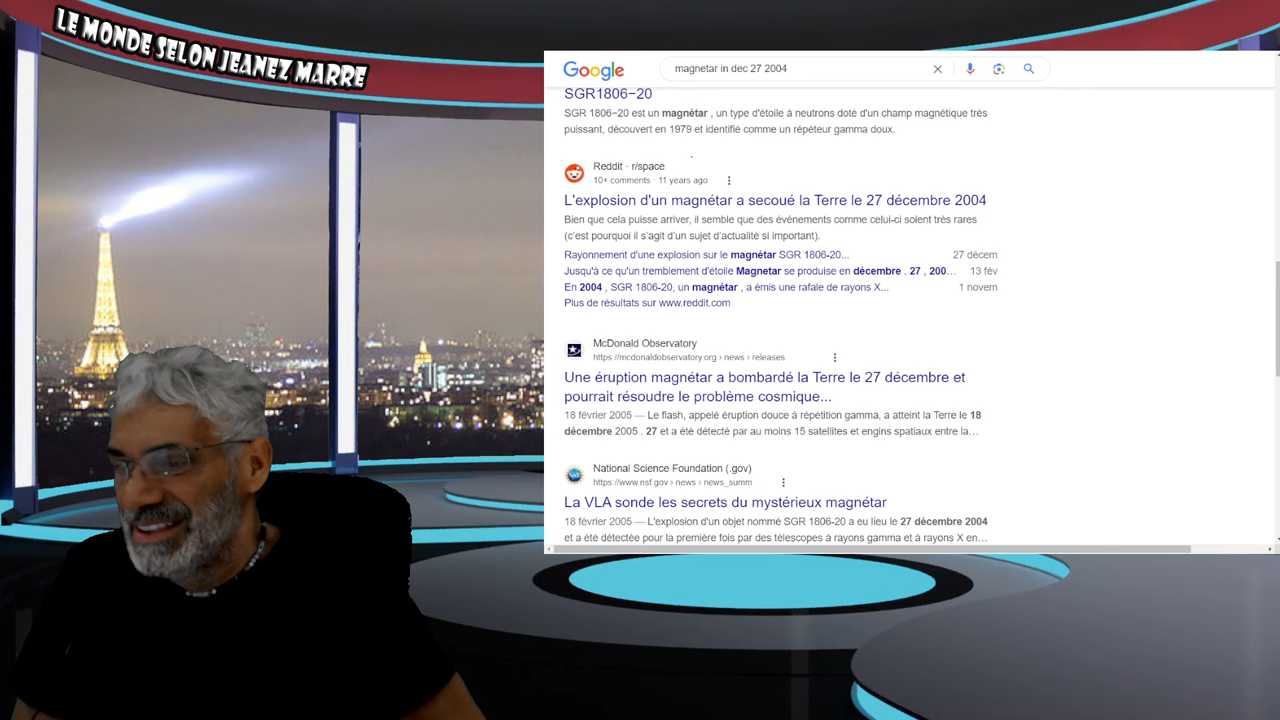 LE MONDE SELON JEANEZ MARRE
Google
magnetar in dec 27 2004
SGR1806−20
SGR 1806−20 est un magnétar , un type d'étoile à neutrons doté d'un champ magnétique très
puissant, découvert en 1979 et identifié comme un répéteur gamma doux.
Reddit · r/space
10+ comments · 11 years ago
L'explosion d'un magnétar a secoué la Terre le 27 décembre 2004
Bien que cela puisse arriver, il semble que des événements comme celui-ci soient très rares
(c'est pourquoi il s'agit d'un sujet d'actualité si important).
Rayonnement d'une explosion sur le magnétar SGR 1806-20... 27 décem
Jusqu'à ce qu'un tremblement d'étoile Magnetar se produise en décembre . 27 , 200... 13 fév
En 2004 , SGR 1806-20, un magnétar , a émis une rafale de rayons X... 1 novem
Plus de résultats sur www.reddit.com
McDonald Observatory
https://mcdonaldobservatory.org › news › releases
Une éruption magnétar a bombardé la Terre le 27 décembre et
pourrait résoudre le problème cosmique...
18 février 2005 — Le flash, appelé éruption douce à répétition gamma, a atteint la Terre le 18
décembre 2005 . 27 et a été détecté par au moins 15 satellites et engins spatiaux entre la...
National Science Foundation (.gov)
https://www.nsf.gov › news › news_summ
La VLA sonde les secrets du mystérieux magnétar
18 février 2005 — L'explosion d'un objet nommé SGR 1806-20 a eu lieu le 27 décembre 2004
et a été détectée pour la première fois par des télescopes à rayons gamma et à rayons X en...